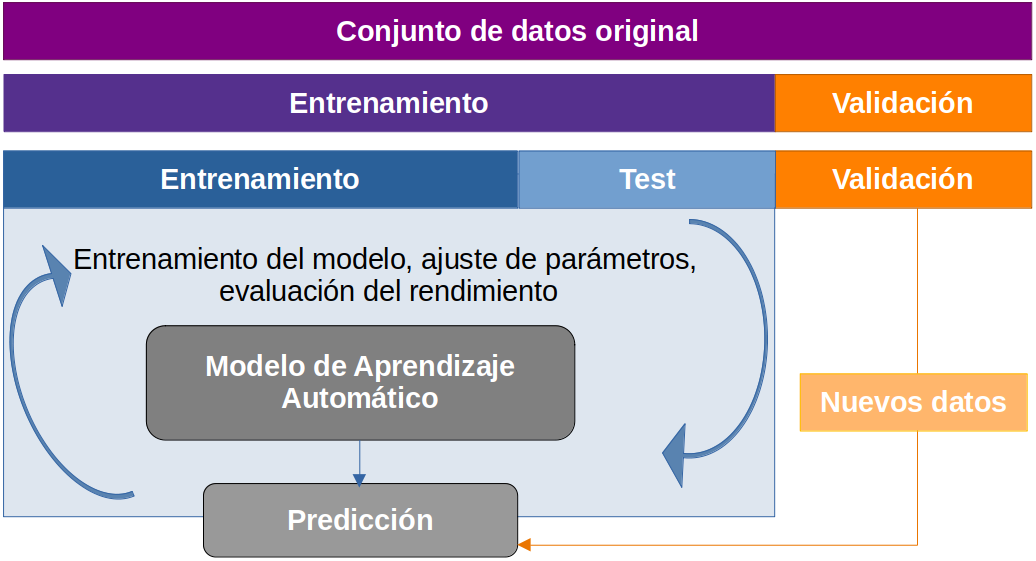 Conjunto de datos original
Entrenamiento
Validación
Entrenamiento
Test
Validación
Entrenamiento del modelo, ajuste de parámetros,
evaluación del rendimiento
Modelo de Aprendizaje
Automático
Nuevos datos
Predicción